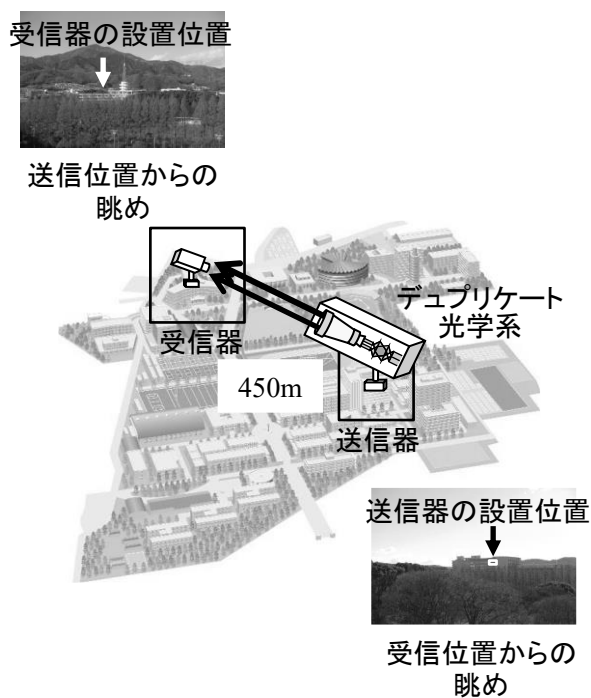 受信器の設置位置
送信位置からの
眺め
デュプリケート
光学系
受信器
450m
送信器
送信器の設置位置
受信位置からの
眺め